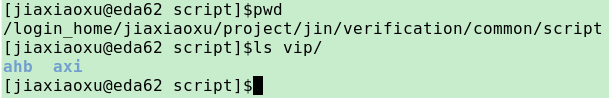 [jiaxiaoxu@eda62 script]$pwd
/login_home/jiaxiaoxu/project/jin/verification/common/script
[jiaxiaoxu@eda62 script]$ls vip/
ahb  axi
[jiaxiaoxu@eda62 script]$